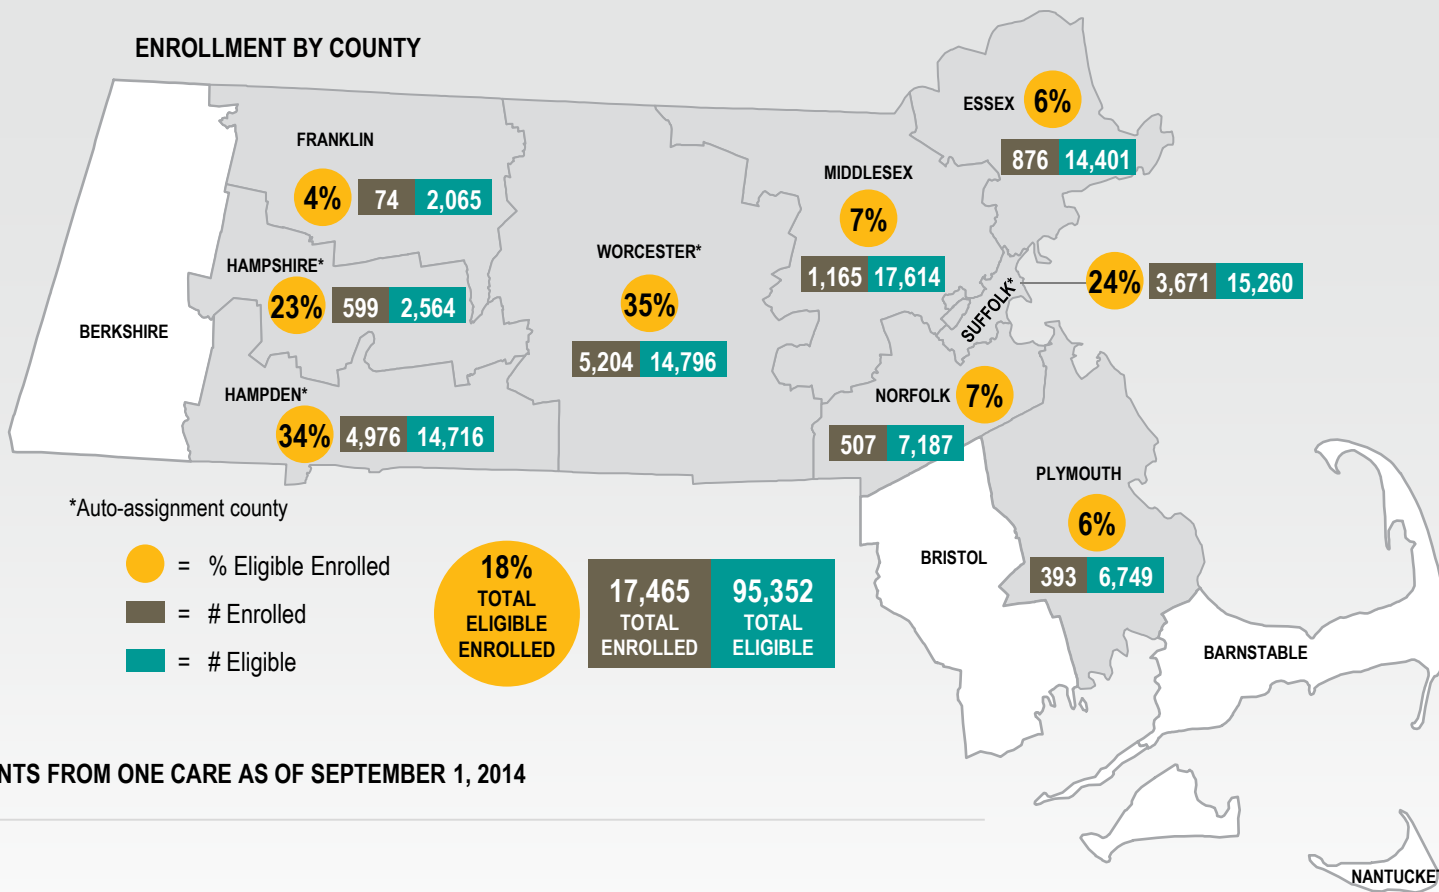 ENROLLMENT BY COUNTY
ESSEX 6%
876 14,401
FRANKLIN
4% 74 2,065
MIDDLESEX
7%
1,165 17,614
HAMPSHIRE*
23% 599 2,564
WORCESTER*
35%
5,204 14,796
SUFFOLK*
24% 3,671 15,260
BERKSHIRE
HAMPDEN*
34% 4,976 14,716
NORFOLK 7%
507 7,187
PLYMOUTH
6%
393 6,749
BRISTOL
BARNSTABLE
*Auto-assignment county
= % Eligible Enrolled
= # Enrolled
= # Eligible
18%
TOTAL
ELIGIBLE
ENROLLED
17,465
TOTAL
ENROLLED
95,352
TOTAL
ELIGIBLE
NTS FROM ONE CARE AS OF SEPTEMBER 1, 2014
NANTUCKE